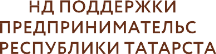 НД ПОДДЕРЖКИ
ПРЕДПРИНИМАТЕЛЬС
РЕСПУБЛИКИ ТАТАРСТА